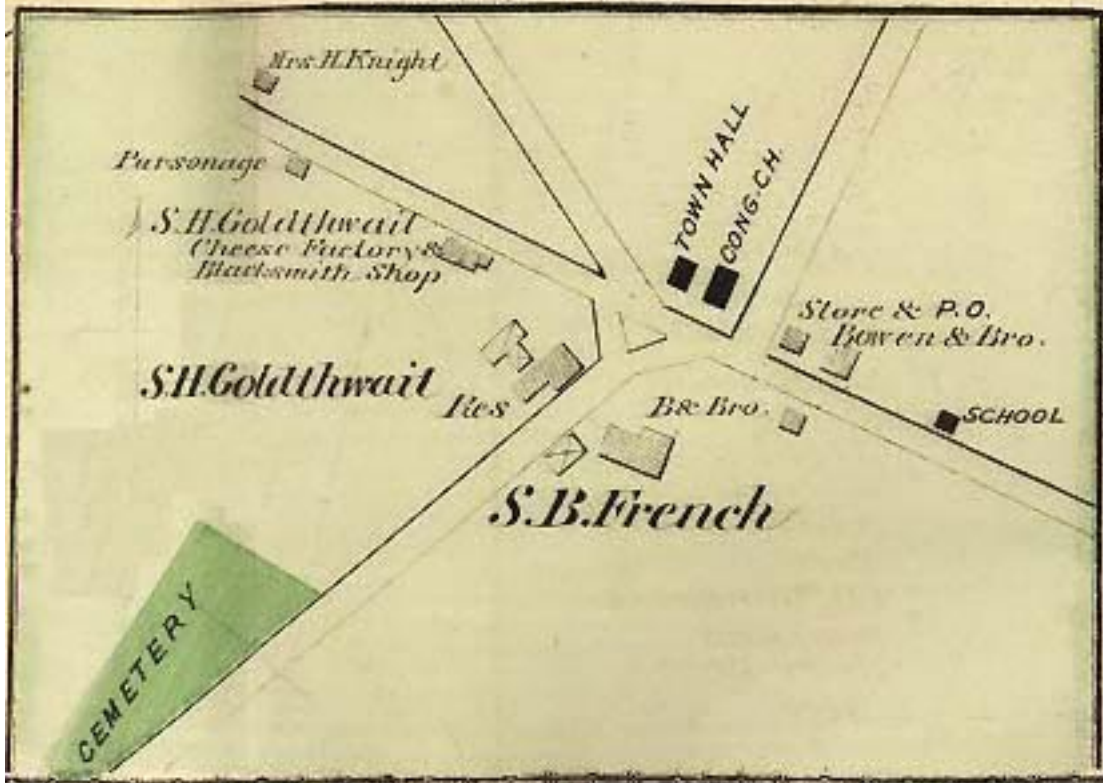 Mrs. H. Knight
Parsonage
S.H. Goldthwait
Cheese Factory &
Blacksmith Shop
TOWN HALL
CONG. CH.
Store & P.O.
Bowen & Bro.
S.H. Goldthwait
Res
B & Bro.
SCHOOL
S.B. French
CEMETERY